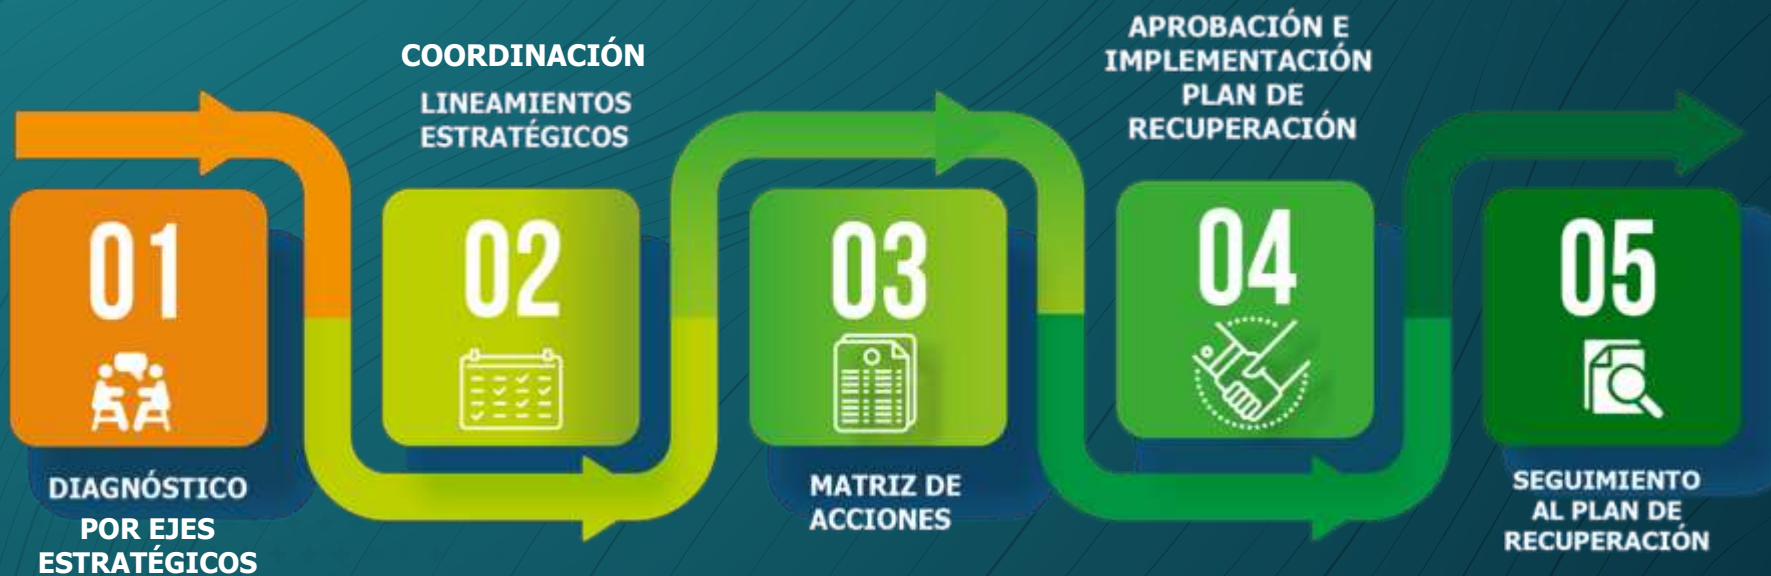 01
DIAGNÓSTICO
POR EJES
ESTRATÉGICOS
COORDINACIÓN
LINEAMIENTOS
ESTRATÉGICOS
02
03
MATRIZ DE
ACCIONES
APROBACIÓN E
IMPLEMENTACIÓN
PLAN DE
RECUPERACIÓN
04
05
SEGUIMIENTO
AL PLAN DE
RECUPERACIÓN